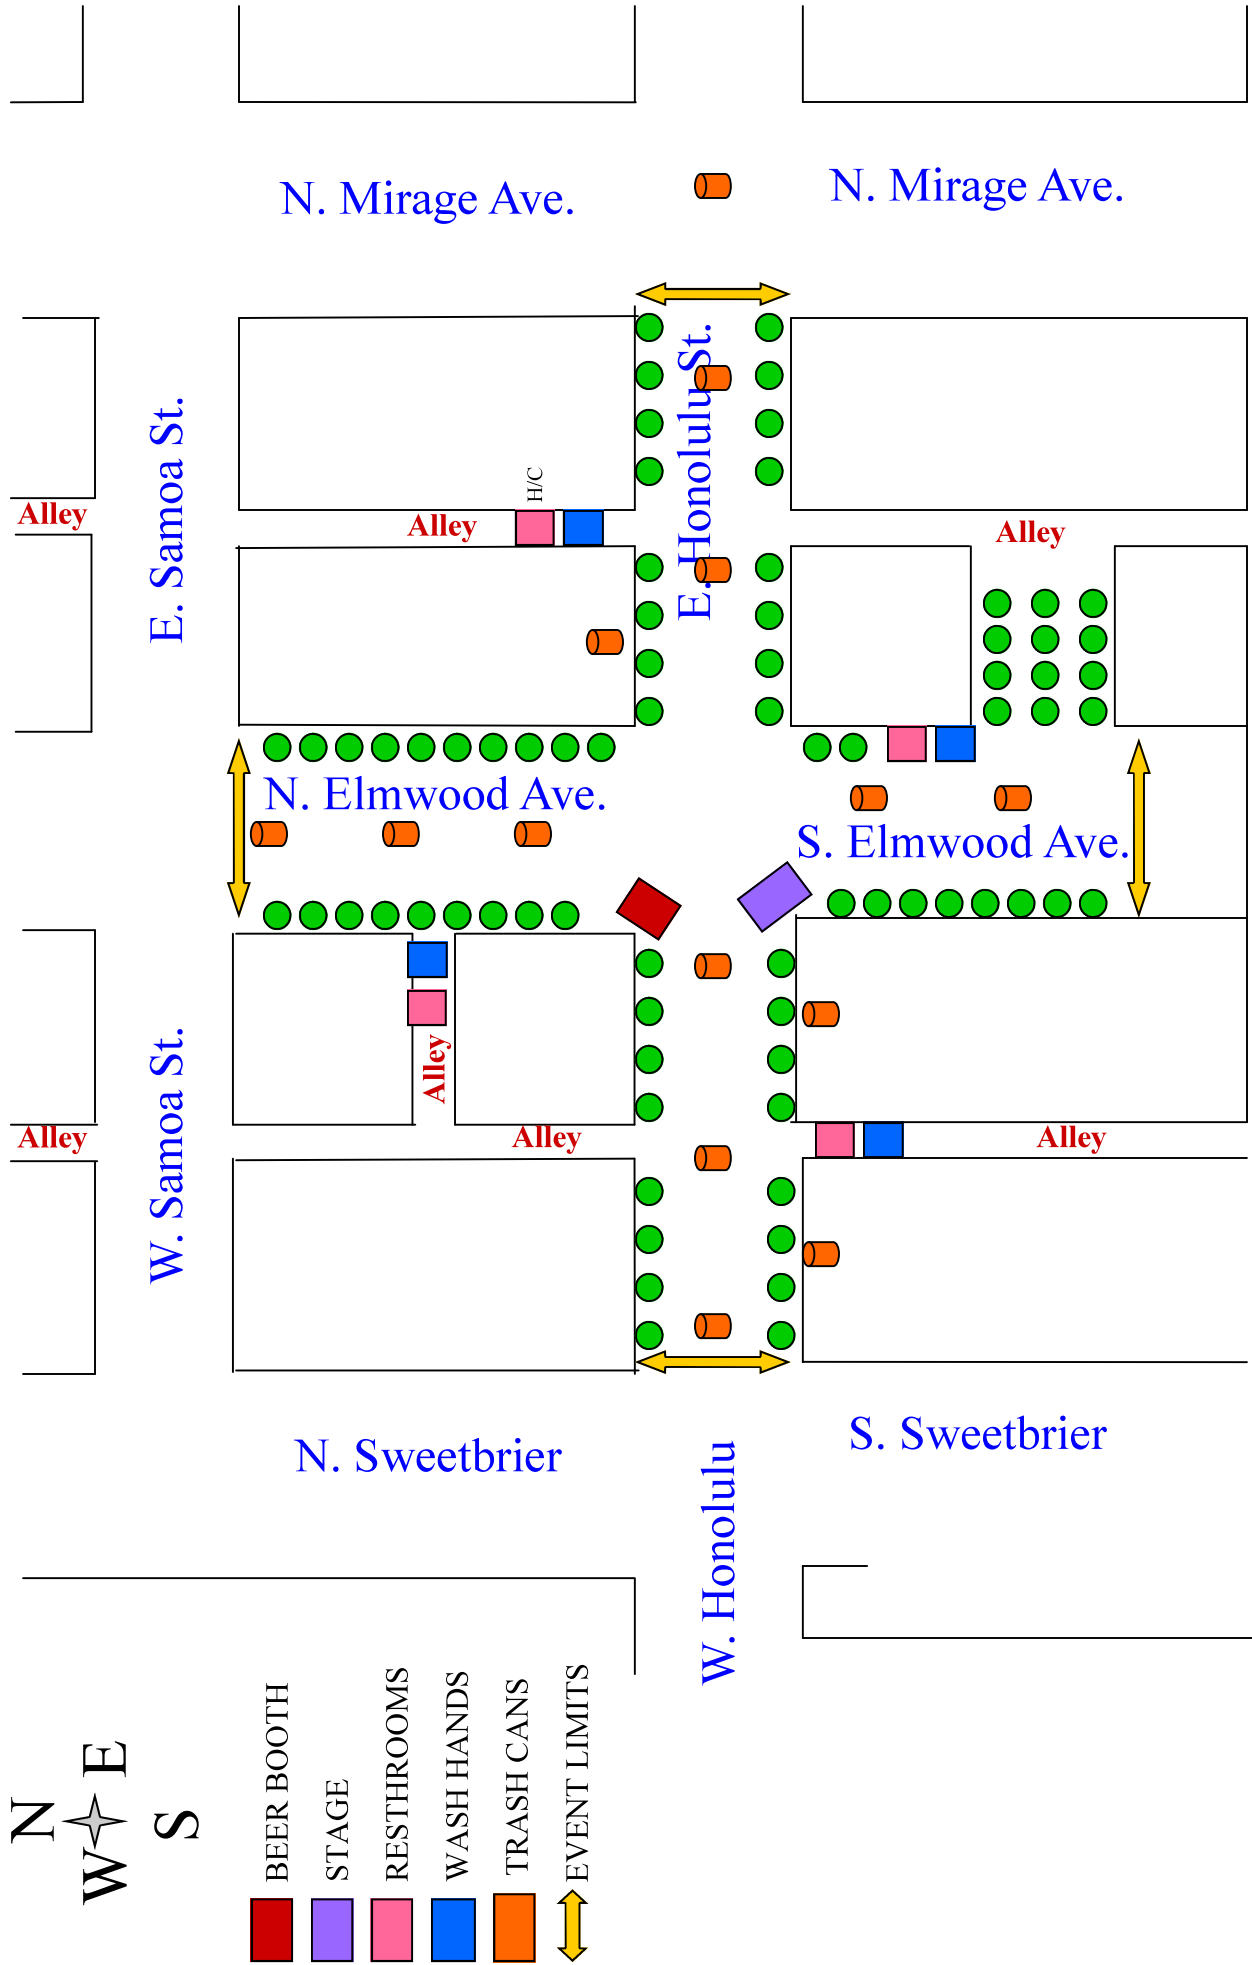 N. Mirage Ave.
N. Mirage Ave.
E. Samoa St.
E. Honolulu St.
H/C
Alley
Alley
Alley
N. Elmwood Ave.
S. Elmwood Ave.
W. Samoa St.
Alley
Alley
Alley
Alley
N. Sweetbrier
S. Sweetbrier
W. Honolulu
N
W
E
S
BEER BOOTH
STAGE
RESTHROOMS
WASH HANDS
TRASH CANS
EVENT LIMITS